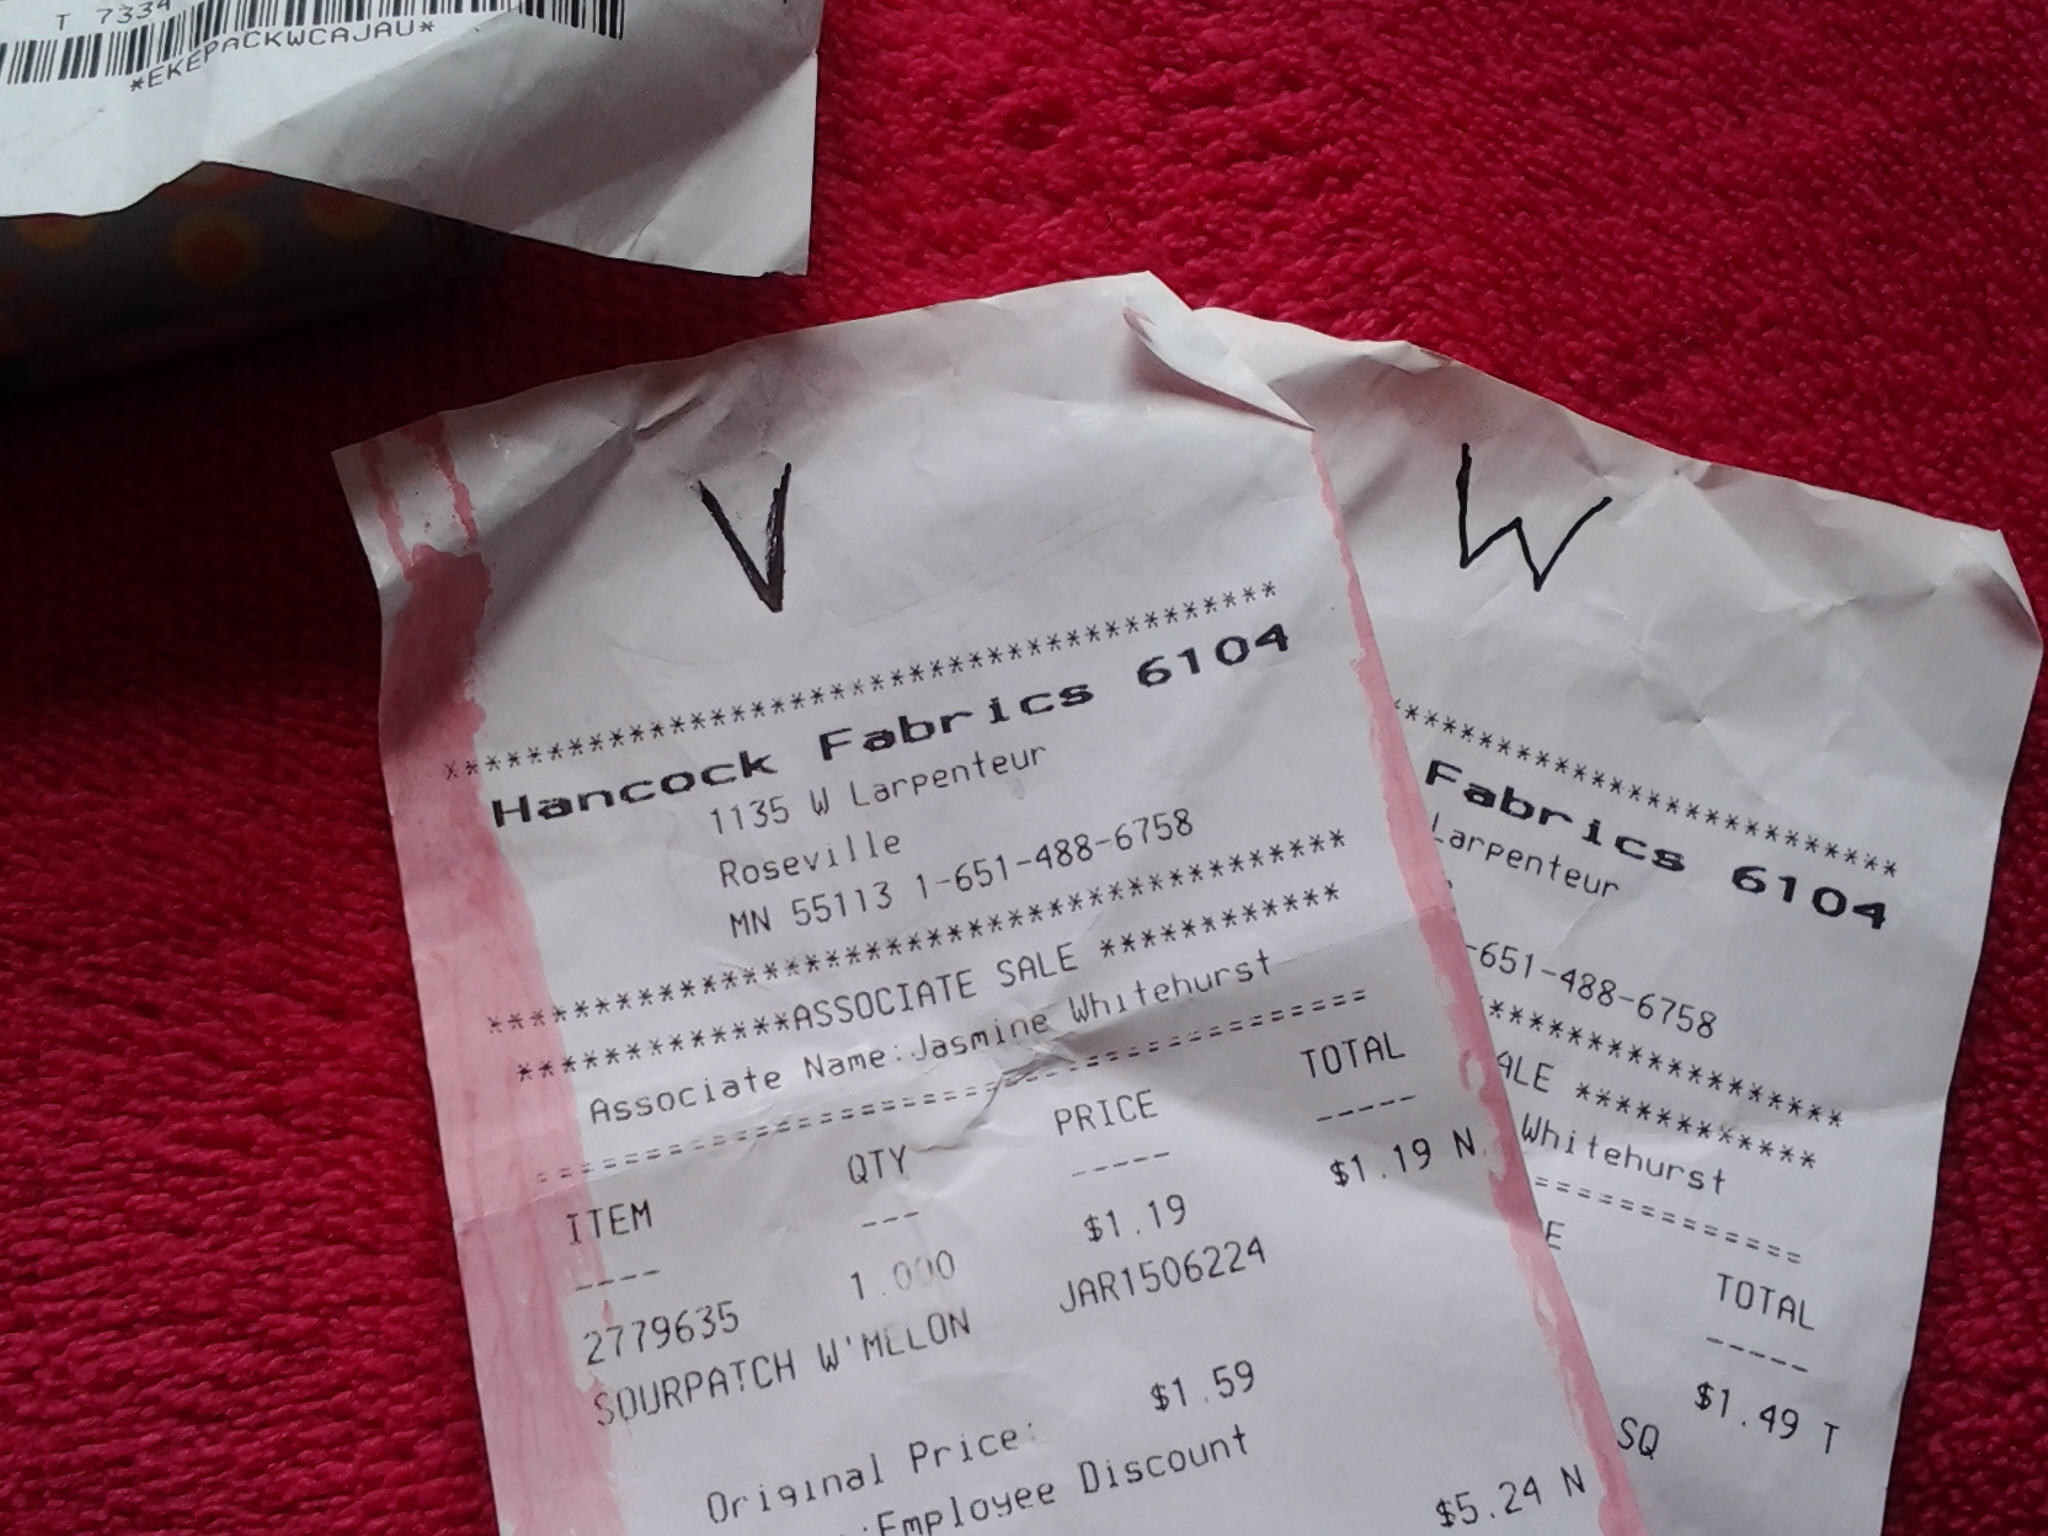 T 7334
*EKEPACKWCAJAU*
V
***********************************
Hancock Fabrics 6104
1135 W Larpenteur
Roseville
MN 55113 1-651-488-6758
************************************
************ASSOCIATE SALE ************
Associate Name:Jasmine Whitehurst
====================================
ITEM QTY PRICE TOTAL
---- --- ----- -----
2779635 1.000 $1.19 $1.19 N
SOURPATCH W'MELON JAR1506224
Original Price: $1.59
:Employee Discount
$5.24 N
W
**********************
Fabrics 6104
Larpenteur
-651-488-6758
****************
ALE ************
Whitehurst
============
E
TOTAL
-----
$1.49 T
SQ